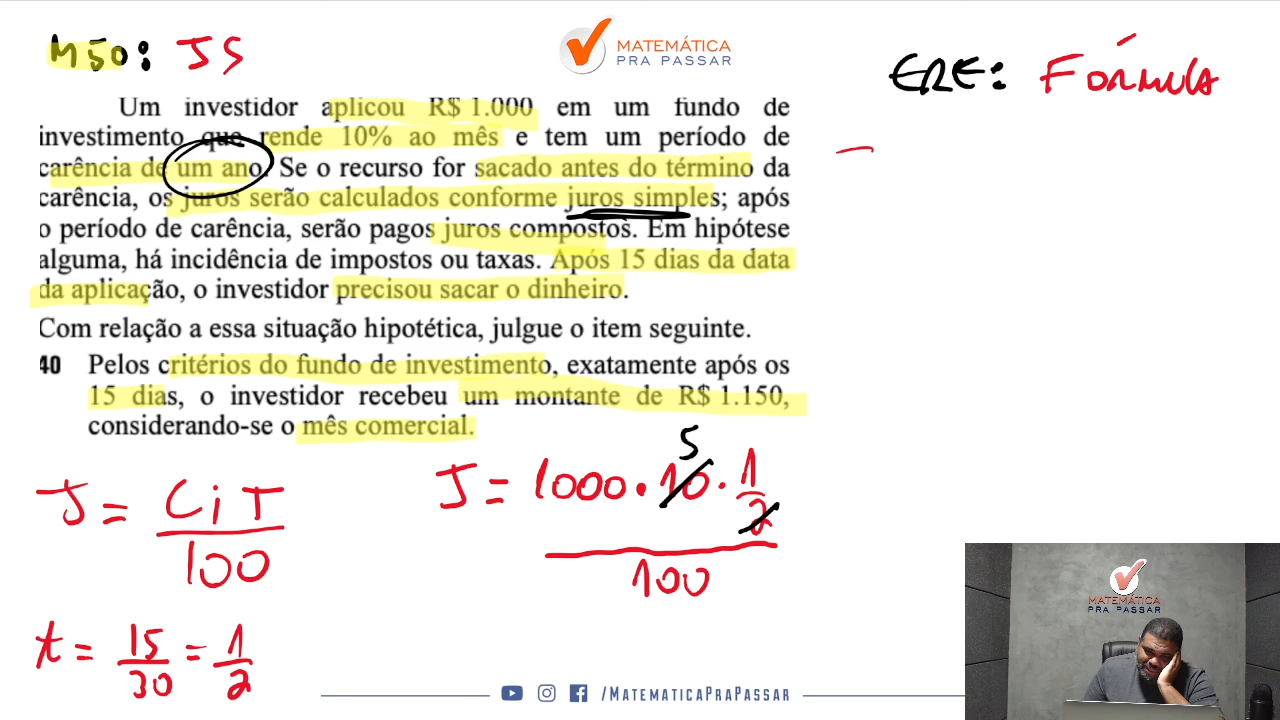 M50: JS
MATEMÁTICA
PRA PASSAR
ERE: FÓRMULA
Um investidor aplicou R$ 1.000 em um fundo de
investimento que rende 10% ao mês e tem um período de
carência de um ano. Se o recurso for sacado antes do término da
carência, os juros serão calculados conforme juros simples; após
o período de carência, serão pagos juros compostos. Em hipótese
alguma, há incidência de impostos ou taxas. Após 15 dias da data
da aplicação, o investidor precisou sacar o dinheiro.
Com relação a essa situação hipotética, julgue o item seguinte.
40 Pelos critérios do fundo de investimento, exatamente após os
15 dias, o investidor recebeu um montante de R$ 1.150,
considerando-se o mês comercial.
J = CiT
100
J = 1000 . 10 . 1
5
2
100
t = 15 = 1
30 2
MATEMÁTICA
PRA PASSAR
/MATEMATICAPRAPASSAR